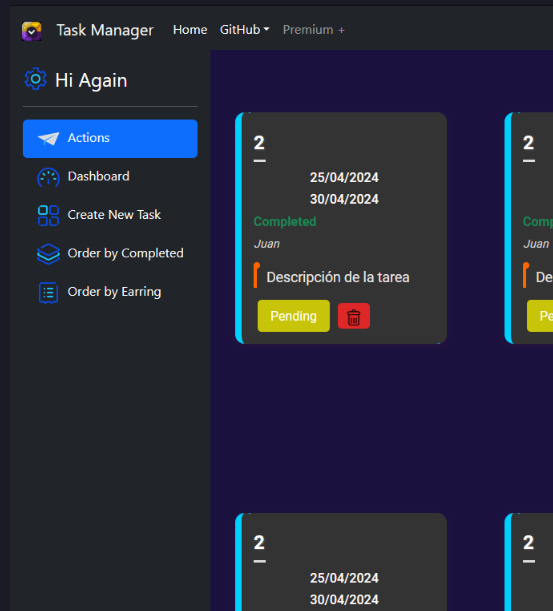 Task Manager Home GitHub Premium +
Hi Again
Actions
Dashboard
Create New Task
Order by Completed
Order by Earring
2
25/04/2024
30/04/2024
Completed
Juan
Descripción de la tarea
Pending
2
Comp
Juan
De
Pe
2
25/04/2024
30/04/2024
2